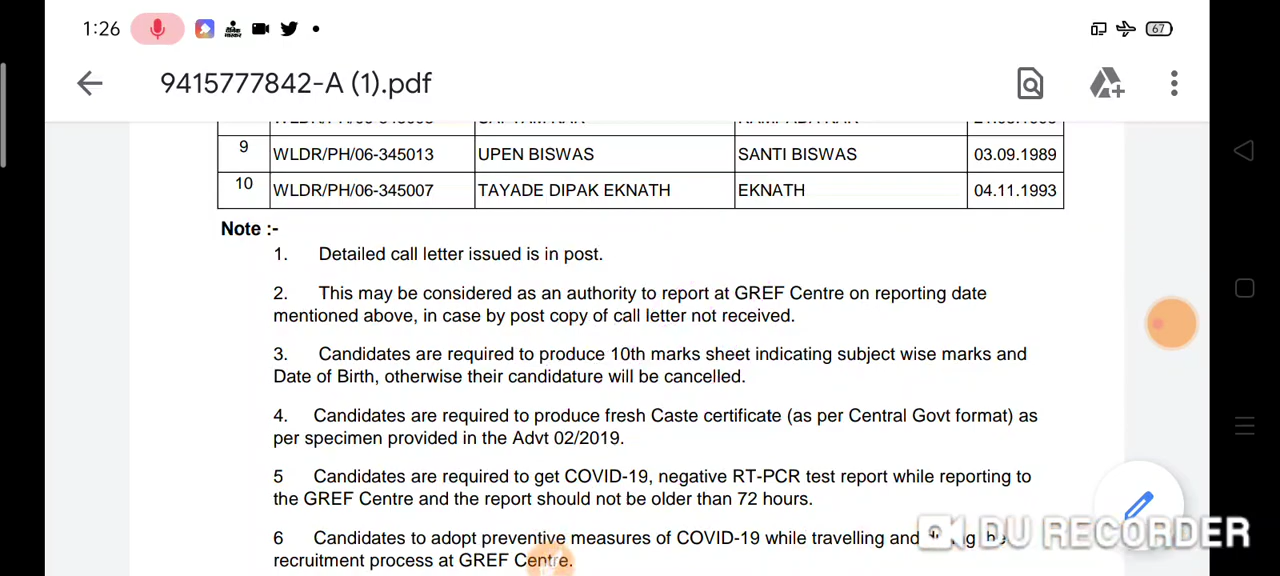 1:26
67
9415777842-A (1).pdf
9 WLDR/PH/06-345013 UPEN BISWAS SANTI BISWAS 03.09.1989
10 WLDR/PH/06-345007 TAYADE DIPAK EKNATH EKNATH 04.11.1993
Note :-
1. Detailed call letter issued is in post.
2. This may be considered as an authority to report at GREF Centre on reporting date
mentioned above, in case by post copy of call letter not received.
3. Candidates are required to produce 10th marks sheet indicating subject wise marks and
Date of Birth, otherwise their candidature will be cancelled.
4. Candidates are required to produce fresh Caste certificate (as per Central Govt format) as
per specimen provided in the Advt 02/2019.
5 Candidates are required to get COVID-19, negative RT-PCR test report while reporting to
the GREF Centre and the report should not be older than 72 hours.
6 Candidates to adopt preventive measures of COVID-19 while travelling and
recruitment process at GREF Centre.
DU RECORDER